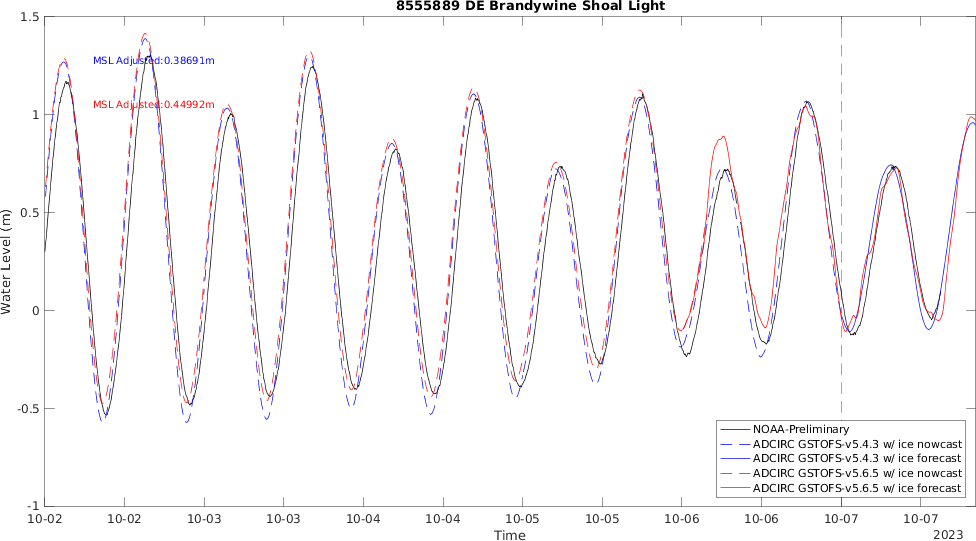 8555889 DE Brandywine Shoal Light
1.5
1
0.5
0
-0.5
-1
Water Level (m)
MSL Adjusted:0.38691m
MSL Adjusted:0.44992m
NOAA-Preliminary
ADCIRC GSTOFS-v5.4.3 w/ ice nowcast
ADCIRC GSTOFS-v5.4.3 w/ ice forecast
ADCIRC GSTOFS-v5.6.5 w/ ice nowcast
ADCIRC GSTOFS-v5.6.5 w/ ice forecast
10-02 10-02 10-03 10-03 10-04 10-04 10-05 10-05 10-06 10-06 10-07 10-07
Time
2023